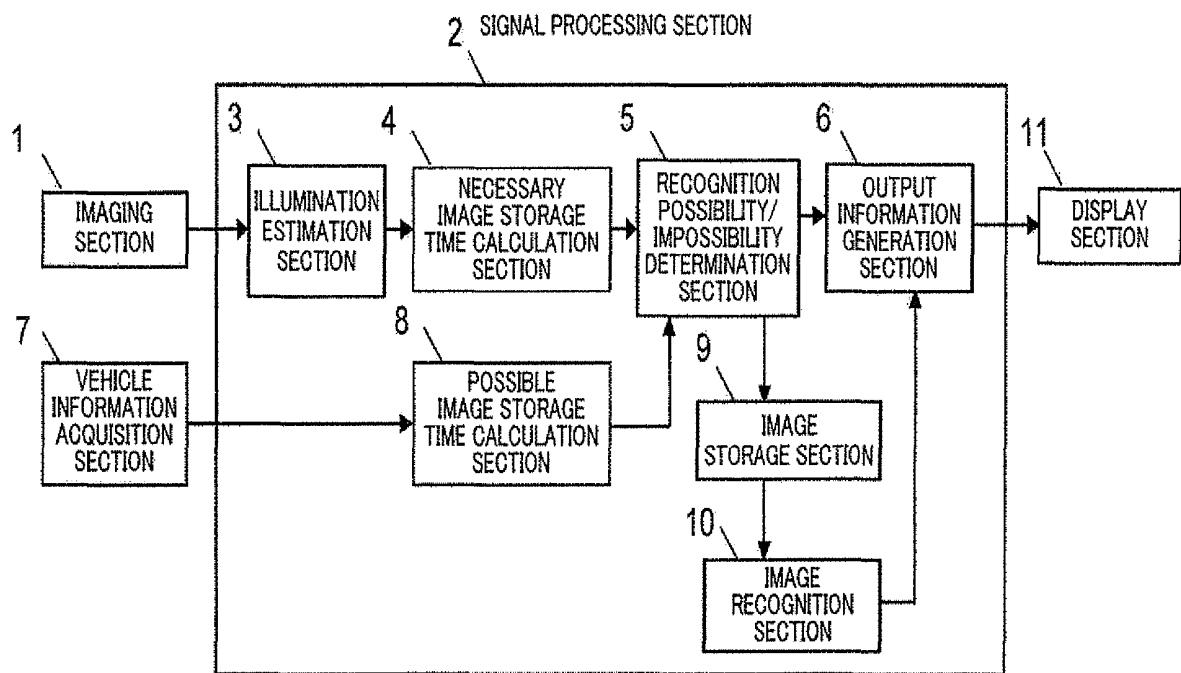 2 SIGNAL PROCESSING SECTION
1
IMAGING
SECTION
3
ILLUMINATION
ESTIMATION
SECTION
4
NECESSARY
IMAGE STORAGE
TIME CALCULATION
SECTION
5
RECOGNITION
POSSIBILITY/
IMPOSSIBILITY
DETERMINATION
SECTION
6
OUTPUT
INFORMATION
GENERATION
SECTION
11
DISPLAY
SECTION
7
VEHICLE
INFORMATION
ACQUISITION
SECTION
8
POSSIBLE
IMAGE STORAGE
TIME CALCULATION
SECTION
9
IMAGE
STORAGE SECTION
10
IMAGE
RECOGNITION
SECTION